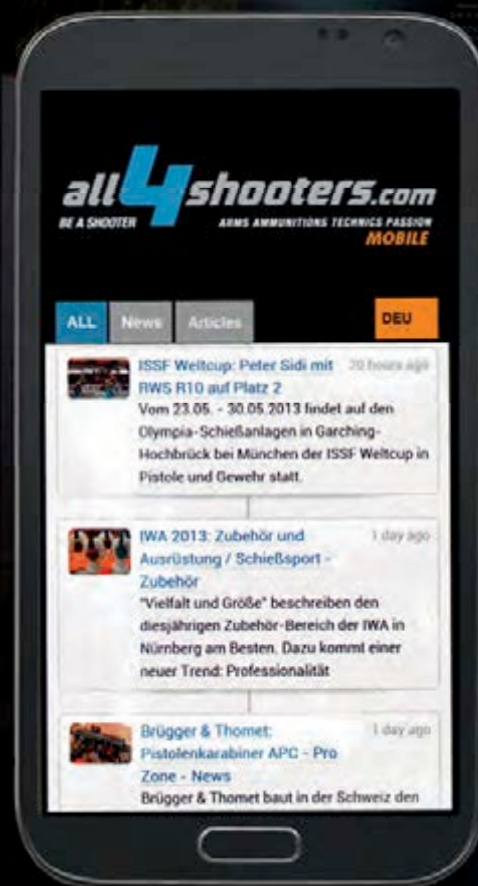 all4shooters.com
BE A SHOOTER ARMS AMMUNITIONS TECHNICS PASSION
MOBILE
ALL News Articles DEU
ISSF Weltcup: Peter Sidi mit 20 hours ago
RWS R10 auf Platz 2
Vom 23.05. - 30.05.2013 findet auf den
Olympia-Schießanlagen in Garching-
Hochbrück bei München der ISSF Weltcup in
Pistole und Gewehr statt.
IWA 2013: Zubehör und 1 day ago
Ausrüstung / Schießsport -
Zubehör
"Vielfalt und Größe" beschreiben den
diesjährigen Zubehör-Bereich der IWA in
Nürnberg am Besten. Dazu kommt einer
neuer Trend: Professionalität
Brügger & Thomet: 1 day ago
Pistolenkarabiner APC - Pro
Zone - News
Brügger & Thomet baut in der Schweiz den